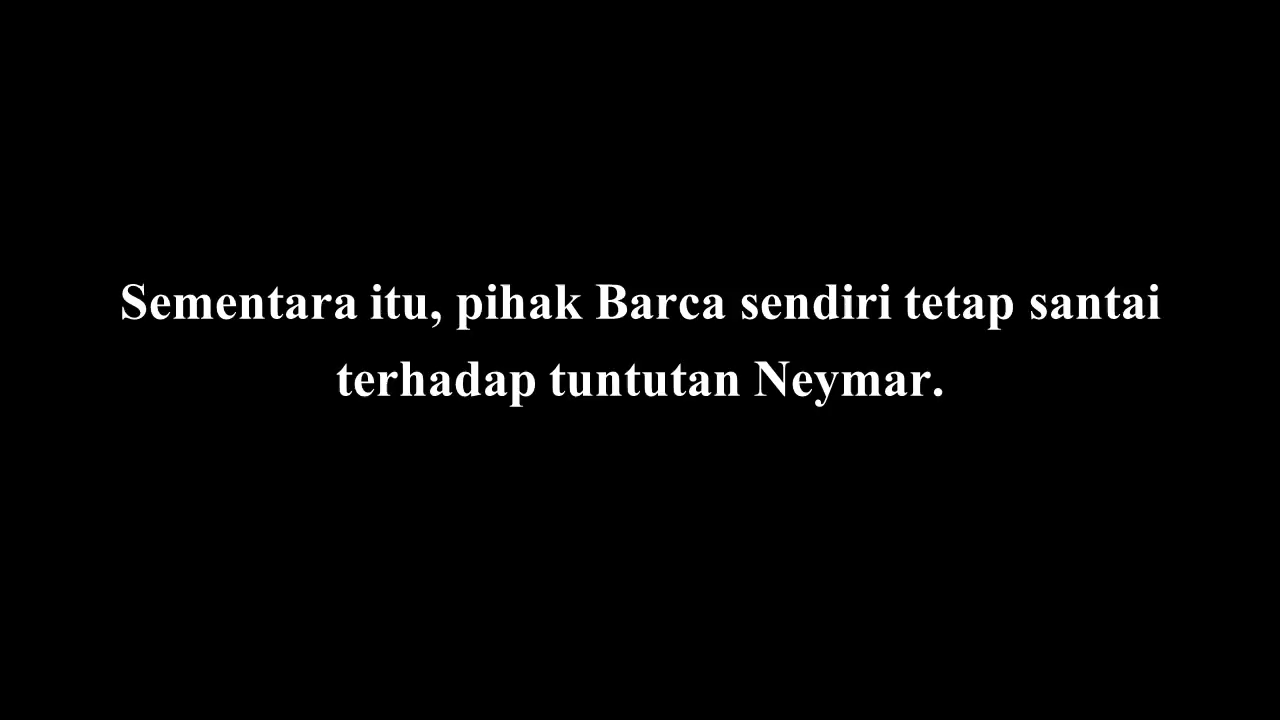 Sementara itu, pihak Barca sendiri tetap santai
terhadap tuntutan Neymar.